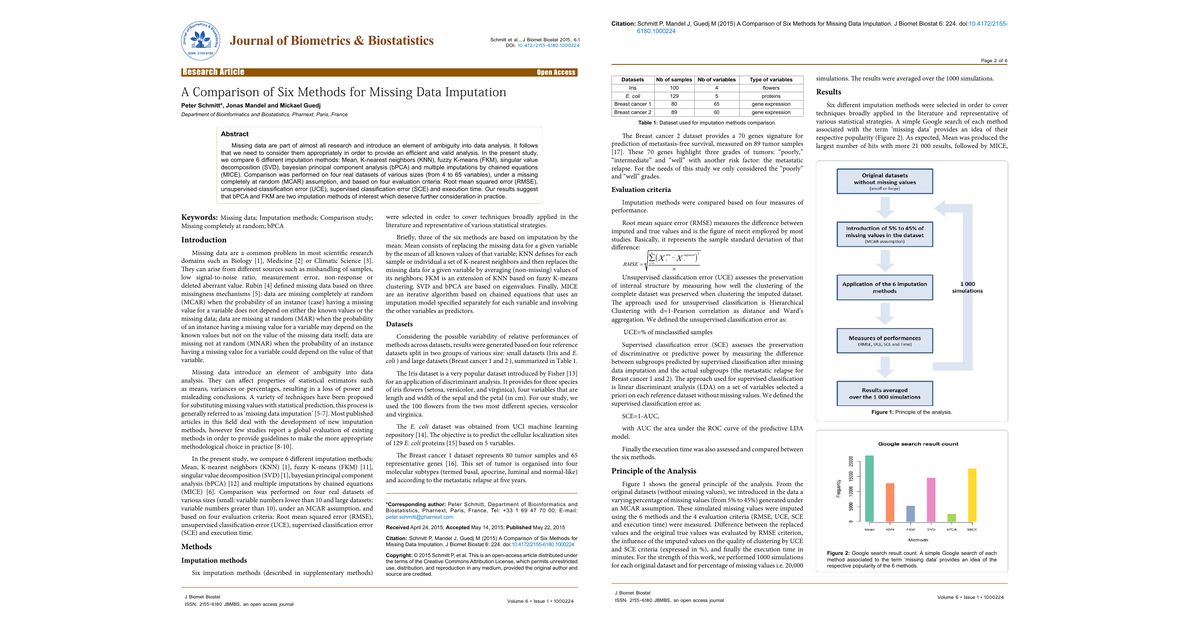 Journal of Biometrics & Biostatistics
Schmitt et al., J Biomet Biostat 2015, 6:1
DOI: 10.472/2155-6180.1000224
Research Article
Open Access
A Comparison of Six Methods for Missing Data Imputation
Peter Schmitt*, Jonas Mandel and Mickael Guedj
Department of Bioinformatics and Biostatistics, Pharnext, Paris, France
Abstract
Missing data are part of almost all research and introduce an element of ambiguity into data analysis. It follows
that we need to consider them appropriately in order to provide an efficient and valid analysis. In the present study,
we compare 6 different imputation methods: Mean, K-nearest neighbors (KNN), fuzzy K-means (FKM), singular value
decomposition (SVD), bayesian principal component analysis (bPCA) and multiple imputations by chained equations
(MICE). Comparison was performed on four real datasets of various sizes (from 4 to 65 variables), under a missing
completely at random (MCAR) assumption, and based on four evaluation criteria: Root mean squared error (RMSE),
unsupervised classification error (UCE), supervised classification error (SCE) and execution time. Our results suggest
that bPCA and FKM are two imputation methods of interest which deserve further consideration in practice.
Keywords: Missing data; Imputation methods; Comparison study;
Missing completely at random; bPCA
Introduction
Missing data are a common problem in most scientific research
domains such as Biology [1], Medicine [2] or Climatic Science [3].
They can arise from different sources such as mishandling of samples,
low signal-to-noise ratio, measurement error, non-response or
deleted aberrant value. Rubin [4] defined missing data based on three
missingness mechanisms [5]: data are missing completely at random
(MCAR) when the probability of an instance (case) having a missing
value for a variable does not depend on either the known values or the
missing data; data are missing at random (MAR) when the probability
of an instance having a missing value for a variable may depend on the
known values but not on the value of the missing data itself; data are
missing not at random (MNAR) when the probability of an instance
having a missing value for a variable could depend on the value of that
variable.
Missing data introduce an element of ambiguity into data
analysis. They can affect properties of statistical estimators such
as means, variances or percentages, resulting in a loss of power and
misleading conclusions. A variety of techniques have been proposed
for substituting missing values with statistical prediction, this process is
generally referred to as 'missing data imputation' [5-7]. Most published
articles in this field deal with the development of new imputation
methods, however few studies report a global evaluation of existing
methods in order to provide guidelines to make the more appropriate
methodological choice in practice [8-10].
In the present study, we compare 6 different imputation methods:
Mean, K-nearest neighbors (KNN) [1], fuzzy K-means (FKM) [11],
singular value decomposition (SVD) [1], bayesian principal component
analysis (bPCA) [12] and multiple imputations by chained equations
(MICE) [6]. Comparison was performed on four real datasets of
various sizes (small: variable numbers lower than 10 and large datasets:
variable numbers greater than 10), under an MCAR assumption, and
based on four evaluation criteria: Root mean squared error (RMSE),
unsupervised classification error (UCE), supervised classification error
(SCE) and execution time.
Methods
Imputation methods
Six imputation methods (described in supplementary methods)
were selected in order to cover techniques broadly applied in the
literature and representative of various statistical strategies.
Briefly, three of the six methods are based on imputation by the
mean: Mean consists of replacing the missing data for a given variable
by the mean of all known values of that variable; KNN defines for each
sample or individual a set of K-nearest neighbors and then replaces the
missing data for a given variable by averaging (non-missing) values of
its neighbors; FKM is an extension of KNN based on fuzzy K-means
clustering. SVD and bPCA are based on eigenvalues. Finally, MICE
are an iterative algorithm based on chained equations that uses an
imputation model specified separately for each variable and involving
the other variables as predictors.
Datasets
Considering the possible variability of relative performances of
methods across datasets, results were generated based on four reference
datasets split in two groups of various size: small datasets (Iris and E.
coli ) and large datasets (Breast cancer 1 and 2 ), summarized in Table 1.
The Iris dataset is a very popular dataset introduced by Fisher [13]
for an application of discriminant analysis. It provides for three species
of iris flowers (setosa, versicolor, and virginica), four variables that are
length and width of the sepal and the petal (in cm). For our study, we
used the 100 flowers from the two most different species, versicolor
and virginica.
The E. coli dataset was obtained from UCI machine learning
repository [14]. The objective is to predict the cellular localization sites
of 129 E. coli proteins [15] based on 5 variables.
The Breast cancer 1 dataset represents 80 tumor samples and 65
representative genes [16]. This set of tumor is organised into four
molecular subtypes (termed basal, apocrine, luminal and normal-like)
and according to the metastatic relapse at five years.
*Corresponding author: Peter Schmitt, Department of Bioinformatics and
Biostatistics, Pharnext, Paris, France, Tel: +33 1 69 47 70 00; E-mail:
peter.schmitt@pharnext.com
Received April 24, 2015; Accepted May 14, 2015; Published May 22, 2015
Citation: Schmitt P, Mandel J, Guedj M (2015) A Comparison of Six Methods for
Missing Data Imputation. J Biomet Biostat 6: 224. doi:10.4172/2155-6180.1000224
Copyright: © 2015 Schmitt P, et al. This is an open-access article distributed under
the terms of the Creative Commons Attribution License, which permits unrestricted
use, distribution, and reproduction in any medium, provided the original author and
source are credited.
J Biomet Biostat
ISSN: 2155-6180 JBMBS, an open access journal
Volume 6 • Issue 1 • 1000224
Citation: Schmitt P, Mandel J, Guedj M (2015) A Comparison of Six Methods for Missing Data Imputation. J Biomet Biostat 6: 224. doi:10.4172/2155-
6180.1000224
Page 2 of 6
Datasets Nb of samples Nb of variables Type of variables
Iris 100 4 flowers
E. coli 129 5 proteins
Breast cancer 1 80 65 gene expression
Breast cancer 2 89 60 gene expression
Table 1: Dataset used for imputation methods comparison.
The Breast cancer 2 dataset provides a 70 genes signature for
prediction of metastasis-free survival, measured on 89 tumor samples
[17]. These 70 genes highlight three grades of tumors: "poorly,"
"intermediate" and "well" with another risk factor: the metastatic
relapse. For the needs of this study we only considered the "poorly"
and "well" grades.
Evaluation criteria
Imputation methods were compared based on four measures of
performance.
Root mean square error (RMSE) measures the difference between
imputed and true values and is the figure of merit employed by most
studies. Basically, it represents the sample standard deviation of that
difference:
Unsupervised classification error (UCE) assesses the preservation
of internal structure by measuring how well the clustering of the
complete dataset was preserved when clustering the imputed dataset.
The approach used for unsupervised classification is Hierarchical
Clustering with d=1-Pearson correlation as distance and Ward's
aggregation. We defined the unsupervised classification error as:
UCE=% of misclassified samples
Supervised classification error (SCE) assesses the preservation
of discriminative or predictive power by measuring the difference
between subgroups predicted by supervised classification after missing
data imputation and the actual subgroups (the metastatic relapse for
Breast cancer 1 and 2). The approach used for supervised classification
is linear discriminant analysis (LDA) on a set of variables selected a
priori on each reference dataset without missing values. We defined the
supervised classification error as:
SCE=1-AUC,
with AUC the area under the ROC curve of the predictive LDA
model.
Finally the execution time was also assessed and compared between
the six methods.
Principle of the Analysis
Figure 1 shows the general principle of the analysis. From the
original datasets (without missing values), we introduced in the data a
varying percentage of missing values (from 5% to 45%) generated under
an MCAR assumption. These simulated missing values were imputed
using the 6 methods and the 4 evaluation criteria (RMSE, UCE, SCE
and execution time) were measured. Difference between the replaced
values and the original true values was evaluated by RMSE criterion,
the influence of the imputed values on the quality of clustering by UCE
and SCE criteria (expressed in %), and finally the execution time in
minutes. For the strength of this work, we performed 1000 simulations
for each original dataset and for percentage of missing values i.e. 20,000
simulations. The results were averaged over the 1000 simulations.
Results
Six different imputation methods were selected in order to cover
techniques broadly applied in the literature and representative of
various statistical strategies. A simple Google search of each method
associated with the term 'missing data' provides an idea of their
respective popularity (Figure 2). As expected, Mean was produced the
largest number of hits with more 21 000 results, followed by MICE,
Original datasets
without missing values
(small or large)
Introduction of 5% to 45% of
missing values in the dataset
(MCAR assumption)
Application of the 6 imputation
methods
1 000
simulations
Measures of performances
(RMSE, UCE, SCE and time)
Results averaged
over the 1 000 simulations
Figure 1: Principle of the analysis.
Google search result count
Frequency
0 5000 10000 15000 20000
Mean KNN FKM SVD bPCA MICE
Methods
Figure 2: Google search result count. A simple Google search of each
method associated to the term 'missing data' provides an idea of the
respective popularity of the 6 methods.
J Biomet Biostat
ISSN: 2155-6180 JBMBS, an open access journal
Volume 6 • Issue 1 • 1000224